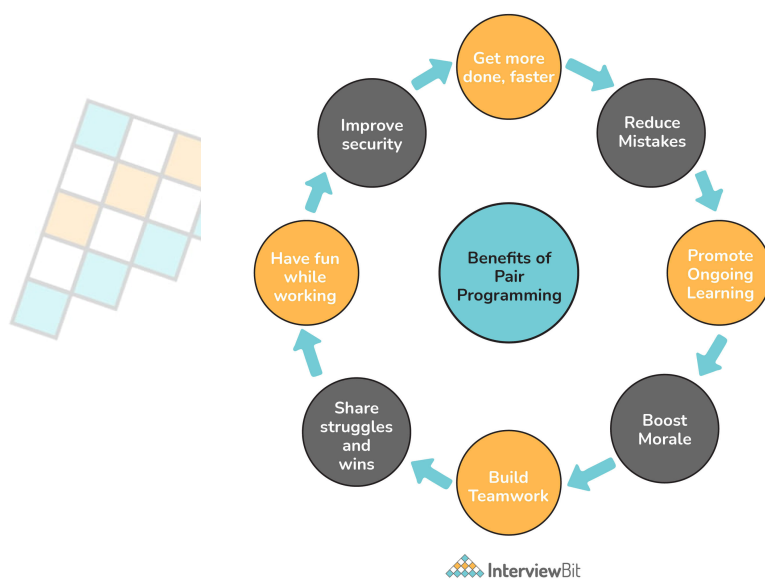 Get more
done, faster
Reduce
Mistakes
Promote
Ongoing
Learning
Boost
Morale
Build
Teamwork
Share
struggles
and
wins
Have fun
while
working
Improve
security
Benefits of
Pair
Programming
InterviewBit